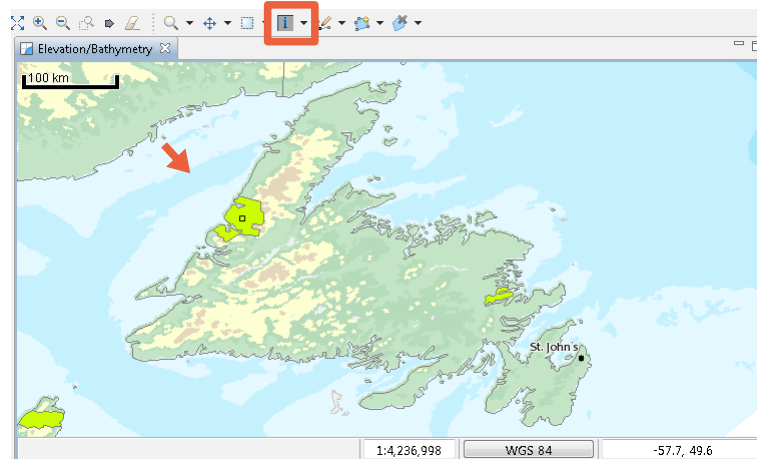 i
Elevation/Bathymetry
100 km
St. John's
1:4,236,998
WGS 84
-57.7, 49.6